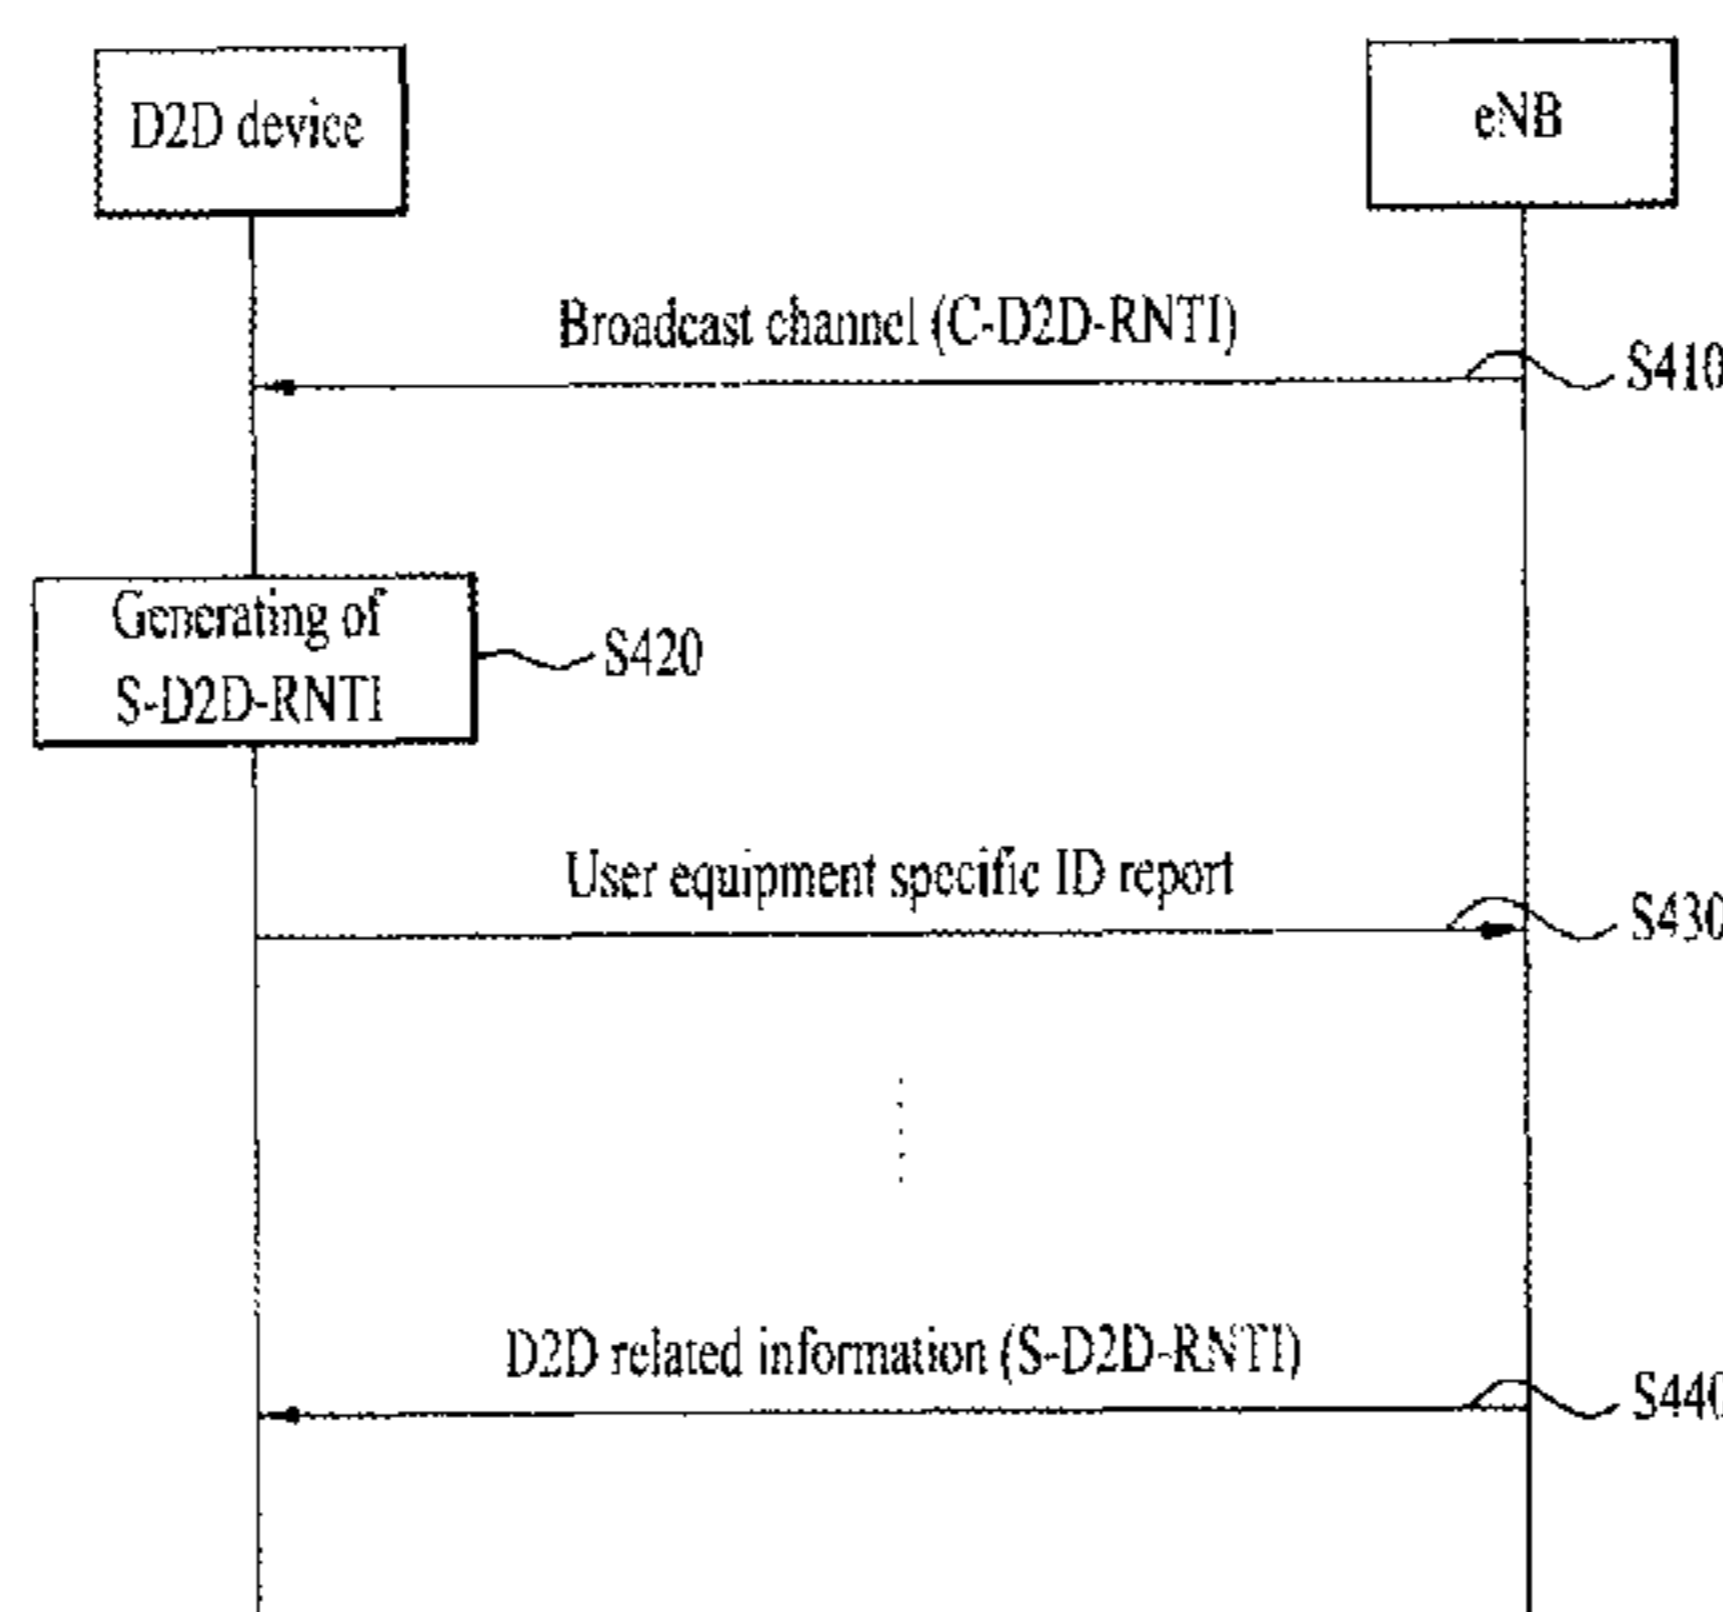 D2D device
eNB
Broadcast channel (C-D2D-RNTI)
S410
Generating of
S-D2D-RNTI
S420
User equipment specific ID report
S430
D2D related information (S-D2D-RNTI)
S440